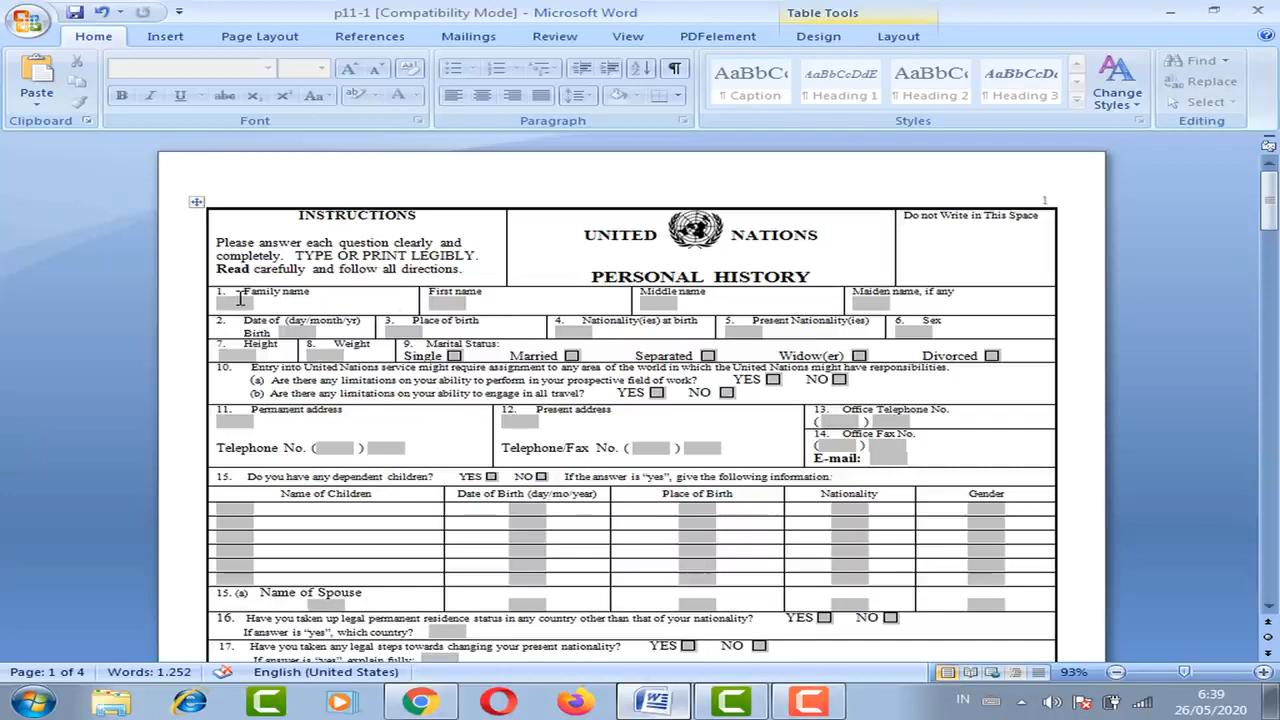 p11-1 [Compatibility Mode] - Microsoft Word
Table Tools
Home Insert Page Layout References Mailings Review View PDFelement Design Layout
Paste
Clipboard
B I U abc x₂ x² Aa
Font
Paragraph
AaBbCc AaBbCcDdE AaBbCc AaBbCcDc
¶ Caption ¶ Heading 1 ¶ Heading 2 ¶ Heading 3
Change Styles
Styles
Find
Replace
Select
Editing
1
INSTRUCTIONS
Please answer each question clearly and
completely. TYPE OR PRINT LEGIBLY.
Read carefully and follow all directions.
UNITED NATIONS
PERSONAL HISTORY
Do not Write in This Space
1. Family name First name Middle name Maiden name, if any
2. Date of (day/month/yr) 3. Place of birth 4. Nationality(ies) at birth 5. Present Nationality(ies) 6. Sex
Birth
7. Height 8. Weight 9. Marital Status:
Single Married Separated Widow(er) Divorced
10. Entry into United Nations service might require assignment to any area of the world in which the United Nations might have responsibilities.
(a) Are there any limitations on your ability to perform in your prospective field of work? YES NO
(b) Are there any limitations on your ability to engage in all travel? YES NO
11. Permanent address 12. Present address 13. Office Telephone No.
( )
14. Office Fax No.
Telephone No. ( ) Telephone/Fax No. ( ) ( )
E-mail:
15. Do you have any dependent children? YES NO If the answer is “yes”, give the following information:
Name of Children Date of Birth (day/mo/year) Place of Birth Nationality Gender
15. (a) Name of Spouse
16. Have you taken up legal permanent residence status in any country other than that of your nationality? YES NO
If answer is “yes”, which country?
17. Have you taken any legal steps towards changing your present nationality? YES NO
If answer is “yes”, explain fully:
Page: 1 of 4 Words: 1.252 English (United States) 93%
IN 6:39
26/05/2020